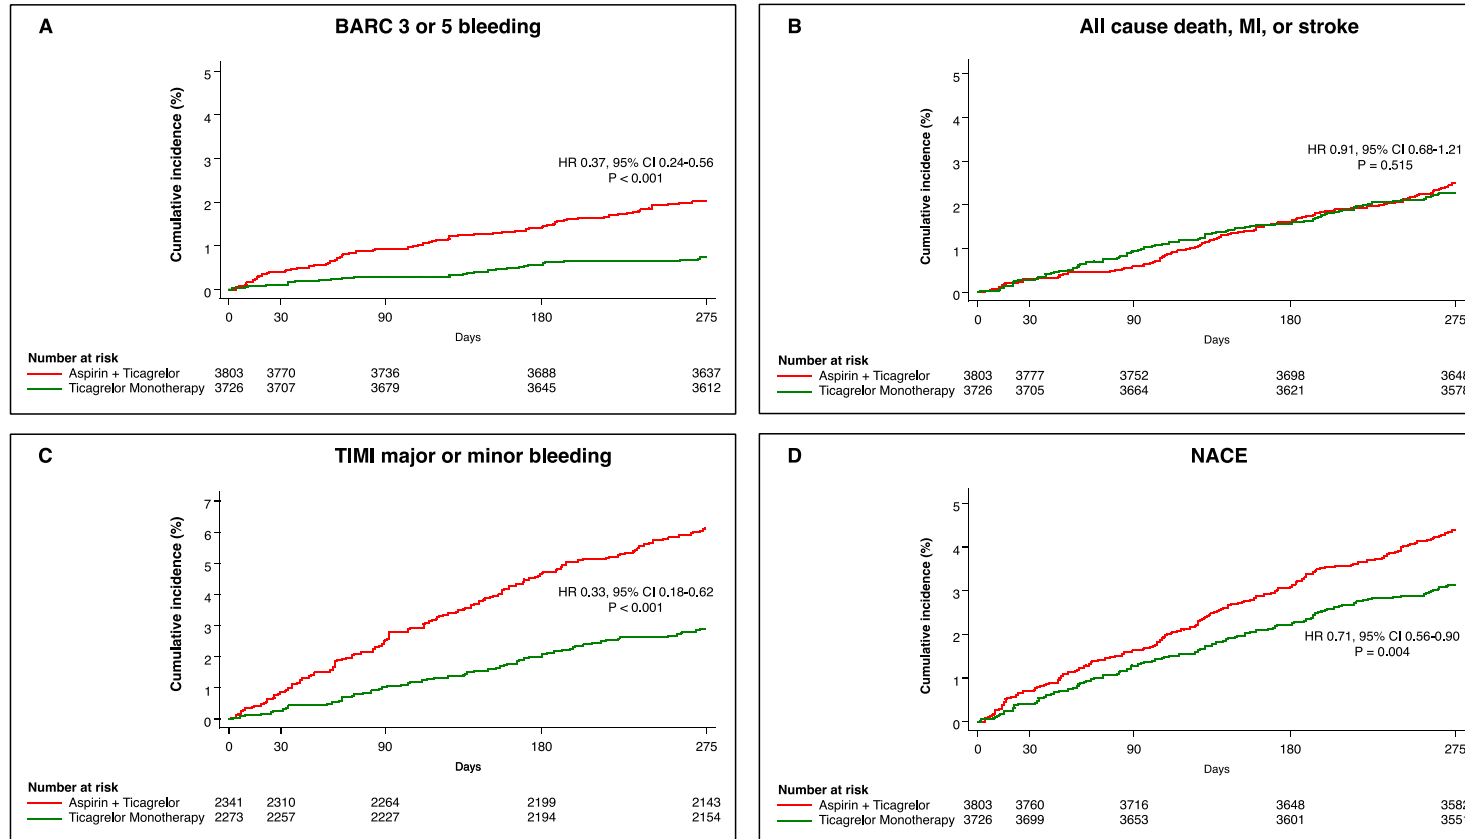 A BARC 3 or 5 bleeding
Cumulative incidence (%)
5
4
3
2
1
0
HR 0.37, 95% CI 0.24-0.56
P < 0.001
0 30 90 180 275
Days
Number at risk
Aspirin + Ticagrelor 3803 3770 3736 3688 3637
Ticagrelor Monotherapy 3726 3707 3679 3645 3612
B All cause death, MI, or stroke
Cumulative incidence (%)
5
4
3
2
1
0
HR 0.91, 95% CI 0.68-1.21
P = 0.515
0 30 90 180 275
Days
Number at risk
Aspirin + Ticagrelor 3803 3777 3752 3698 3648
Ticagrelor Monotherapy 3726 3705 3664 3621 3578
C TIMI major or minor bleeding
Cumulative incidence (%)
7
6
5
4
3
2
1
0
HR 0.33, 95% CI 0.18-0.62
P < 0.001
0 30 90 180 275
Days
Number at risk
Aspirin + Ticagrelor 2341 2310 2264 2199 2143
Ticagrelor Monotherapy 2273 2257 2227 2194 2154
D NACE
Cumulative incidence (%)
5
4
3
2
1
0
HR 0.71, 95% CI 0.56-0.90
P = 0.004
0 30 90 180 275
Days
Number at risk
Aspirin + Ticagrelor 3803 3760 3716 3648 3582
Ticagrelor Monotherapy 3726 3699 3653 3601 3551